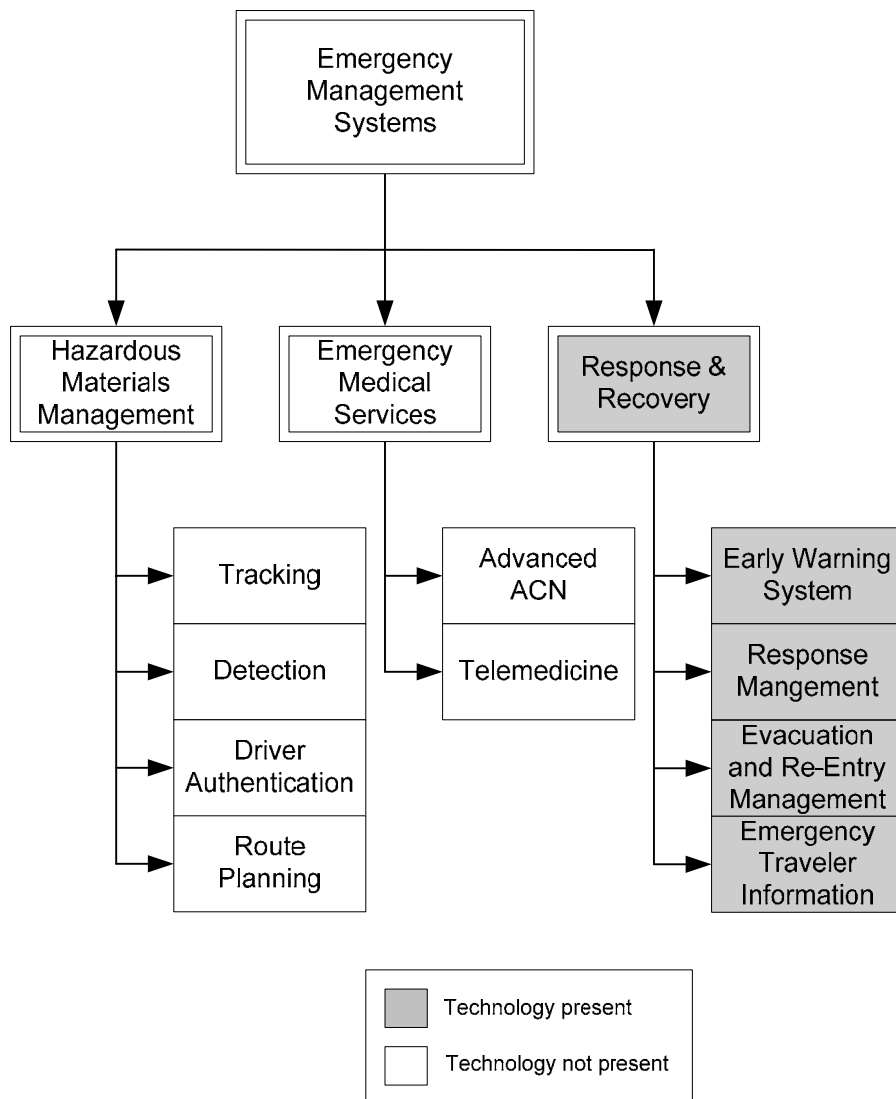 Emergency
Management
Systems
Hazardous
Materials
Management
Emergency
Medical
Services
Response &
Recovery
Tracking
Detection
Driver
Authentication
Route
Planning
Advanced
ACN
Telemedicine
Early Warning
System
Response
Mangement
Evacuation
and Re-Entry
Management
Emergency
Traveler
Information
Technology present
Technology not present